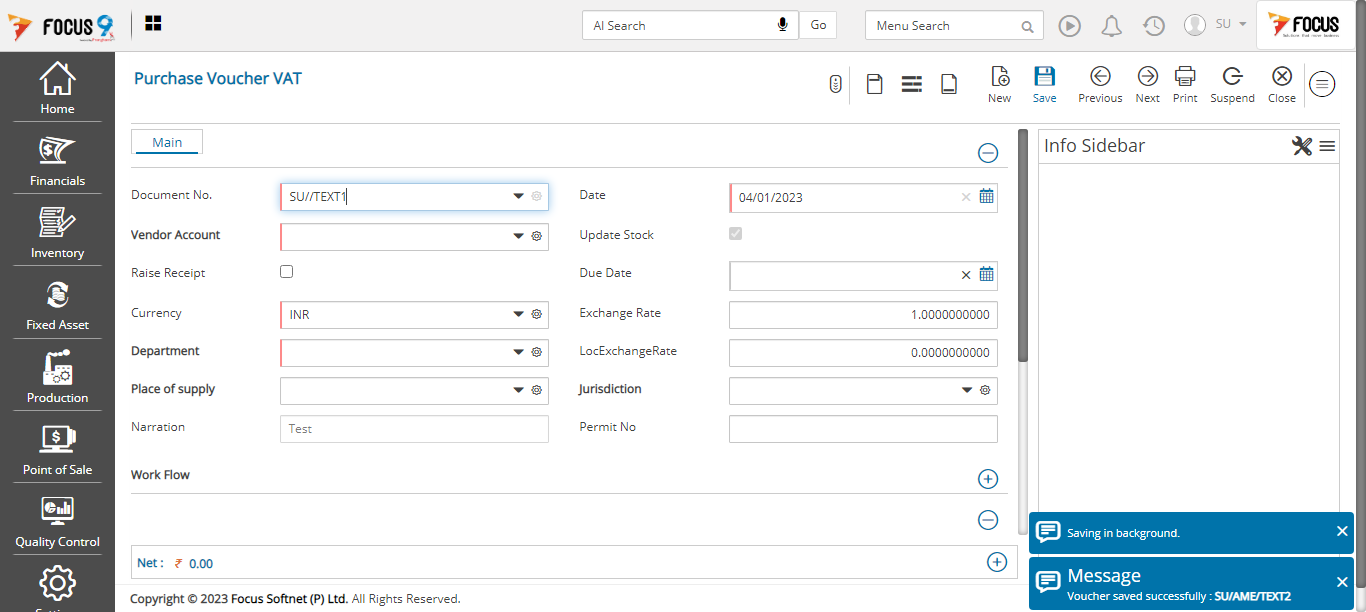 FOCUS 9
AI Search
Go
Menu Search
SU
FOCUS
Home
Financials
Inventory
Fixed Asset
Production
Point of Sale
Quality Control
Purchase Voucher VAT
New
Save
Previous
Next
Print
Suspend
Close
Main
Info Sidebar
Document No.
SU//TEXT1
Date
04/01/2023
Vendor Account
Update Stock
Raise Receipt
Due Date
Currency
INR
Exchange Rate
1.0000000000
Department
LocExchangeRate
0.0000000000
Place of supply
Jurisdiction
Narration
Test
Permit No
Work Flow
Net : ₹ 0.00
Saving in background.
Message
Voucher saved successfully : SU/AME/TEXT2
Copyright © 2023 Focus Softnet (P) Ltd. All Rights Reserved.